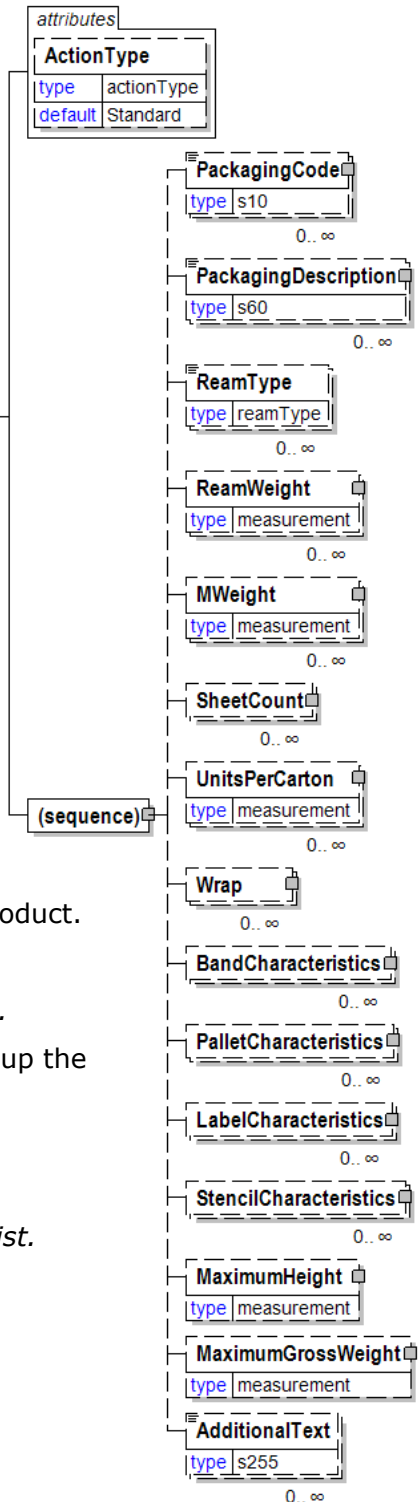 attributes
ActionType
type actionType
default Standard
PackagingCode
type s10
0.. ∞
PackagingDescription
type s60
0.. ∞
ReamType
type reamType
0.. ∞
ReamWeight
type measurement
0.. ∞
MWeight
type measurement
0.. ∞
SheetCount
0.. ∞
UnitsPerCarton
type measurement
0.. ∞
(sequence)
Wrap
0.. ∞
oduct.
BandCharacteristics
0.. ∞
.
PalletCharacteristics
up the
0.. ∞
LabelCharacteristics
0.. ∞
StencilCharacteristics
0.. ∞
ist.
MaximumHeight
type measurement
MaximumGrossWeight
type measurement
AdditionalText
type s255
0.. ∞